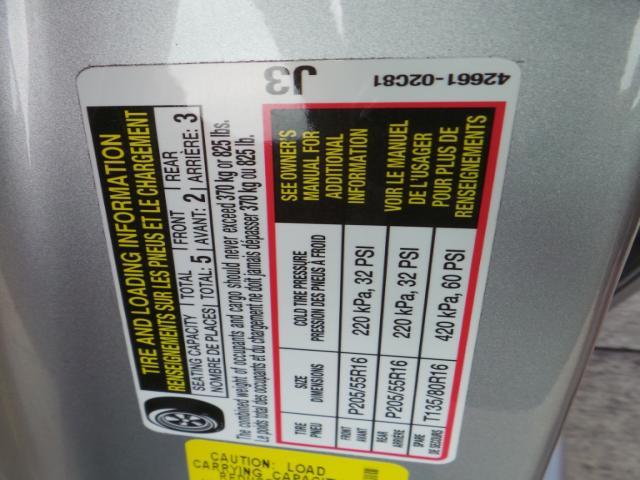 TIRE AND LOADING INFORMATION
RENSEIGNEMENTS SUR LES PNEUS ET LE CHARGEMENT
SEATING CAPACITY | TOTAL | FRONT | REAR
NOMBRE DE PLACES | TOTAL: 5 | AVANT: 2 | ARRIÈRE: 3
The combined weight of occupants and cargo should never exceed 370 kg or 825 lbs.
Le poids total des occupants et du chargement ne doit jamais dépasser 370 kg ou 825 lb.
TIRE
PNEU
SIZE
DIMENSIONS
COLD TIRE PRESSURE
PRESSION DES PNEUS À FROID
FRONT
AVANT
P205/55R16
220 kPa, 32 PSI
REAR
ARRIÈRE
P205/55R16
220 kPa, 32 PSI
SPARE
DE SECOURS
T135/80R16
420 kPa, 60 PSI
SEE OWNER'S
MANUAL FOR
ADDITIONAL
INFORMATION
VOIR LE MANUEL
DE L'USAGER
POUR PLUS DE
RENSEIGNEMENTS
J3
42661-02C81
CAUTION: LOAD
CARRYING CAPACITY